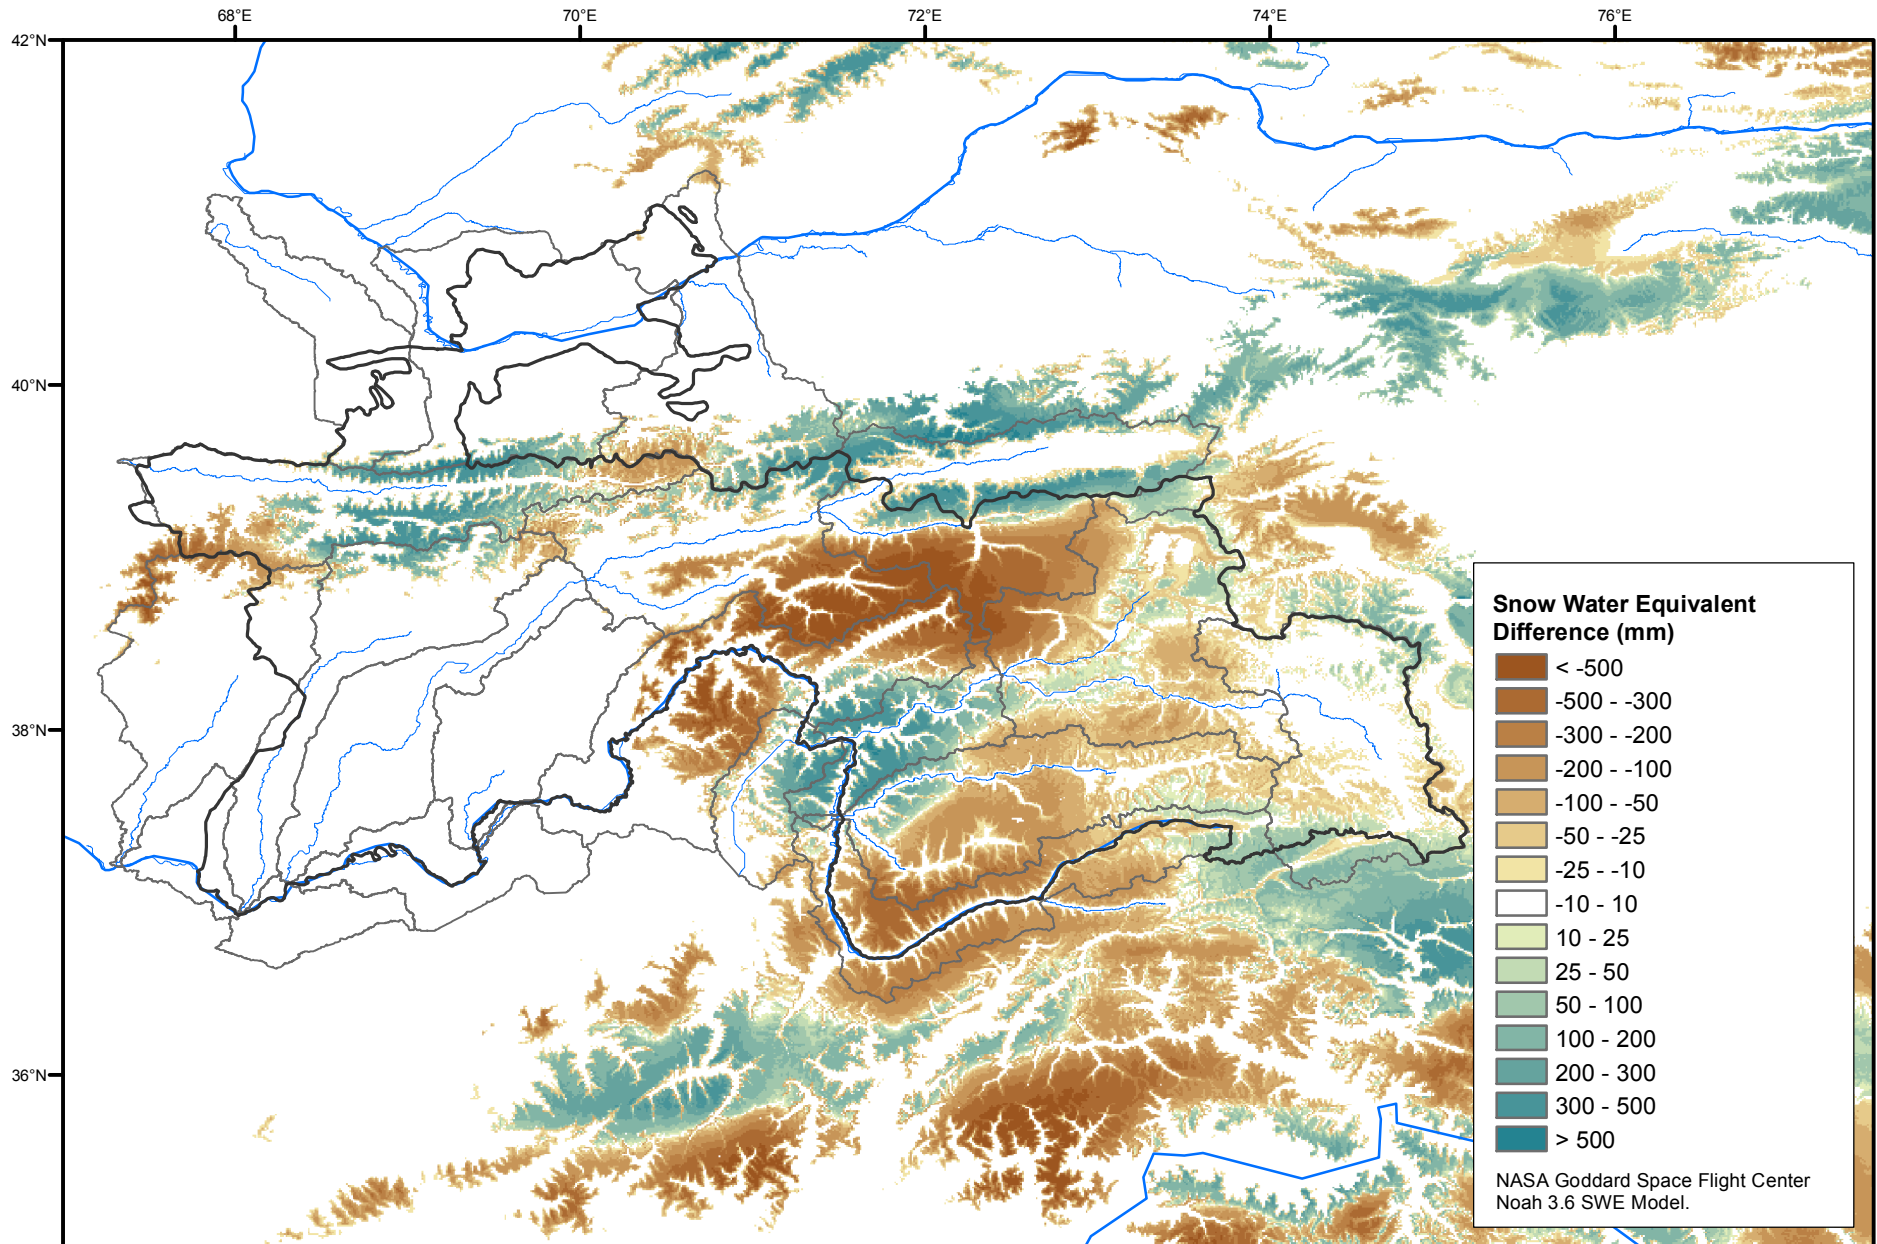 68°E
70°E
72°E
74°E
76°E
42°N
40°N
38°N
36°N
Snow Water Equivalent
Difference (mm)
< -500
-500 - -300
-300 - -200
-200 - -100
-100 - -50
-50 - -25
-25 - -10
-10 - 10
10 - 25
25 - 50
50 - 100
100 - 200
200 - 300
300 - 500
> 500
NASA Goddard Space Flight Center
Noah 3.6 SWE Model.